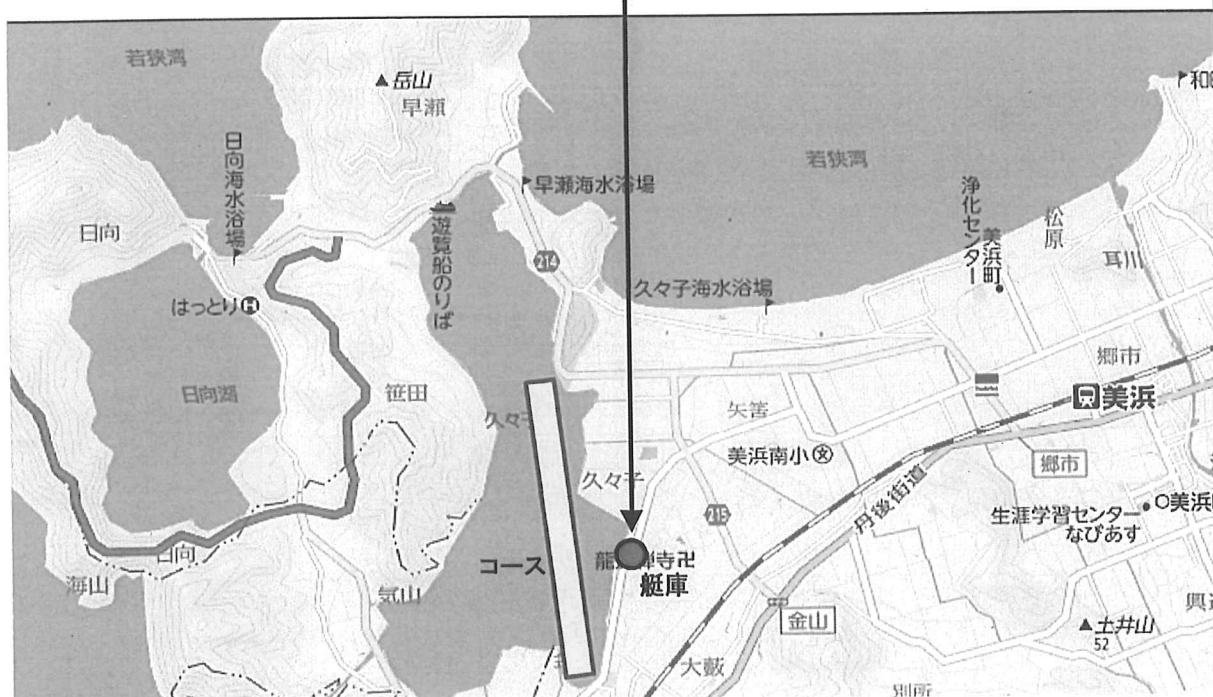 若狭湾
岳山
早瀬
和
若狭湾
日向海水浴場
早瀬海水浴場
浄化センター
美浜町
松原
耳川
日向
遊覧船のりば
214
久々子海水浴場
はっとり
H
郷市
日向湖
笹田
美浜
久々子
矢筈
美浜南小
文
郷市
久々子
丹後街道
215
生涯学習センター
なびあす
美浜
コース
禅寺卍
艇庫
日向
海山
気山
金山
土井山
52
大藪
別所